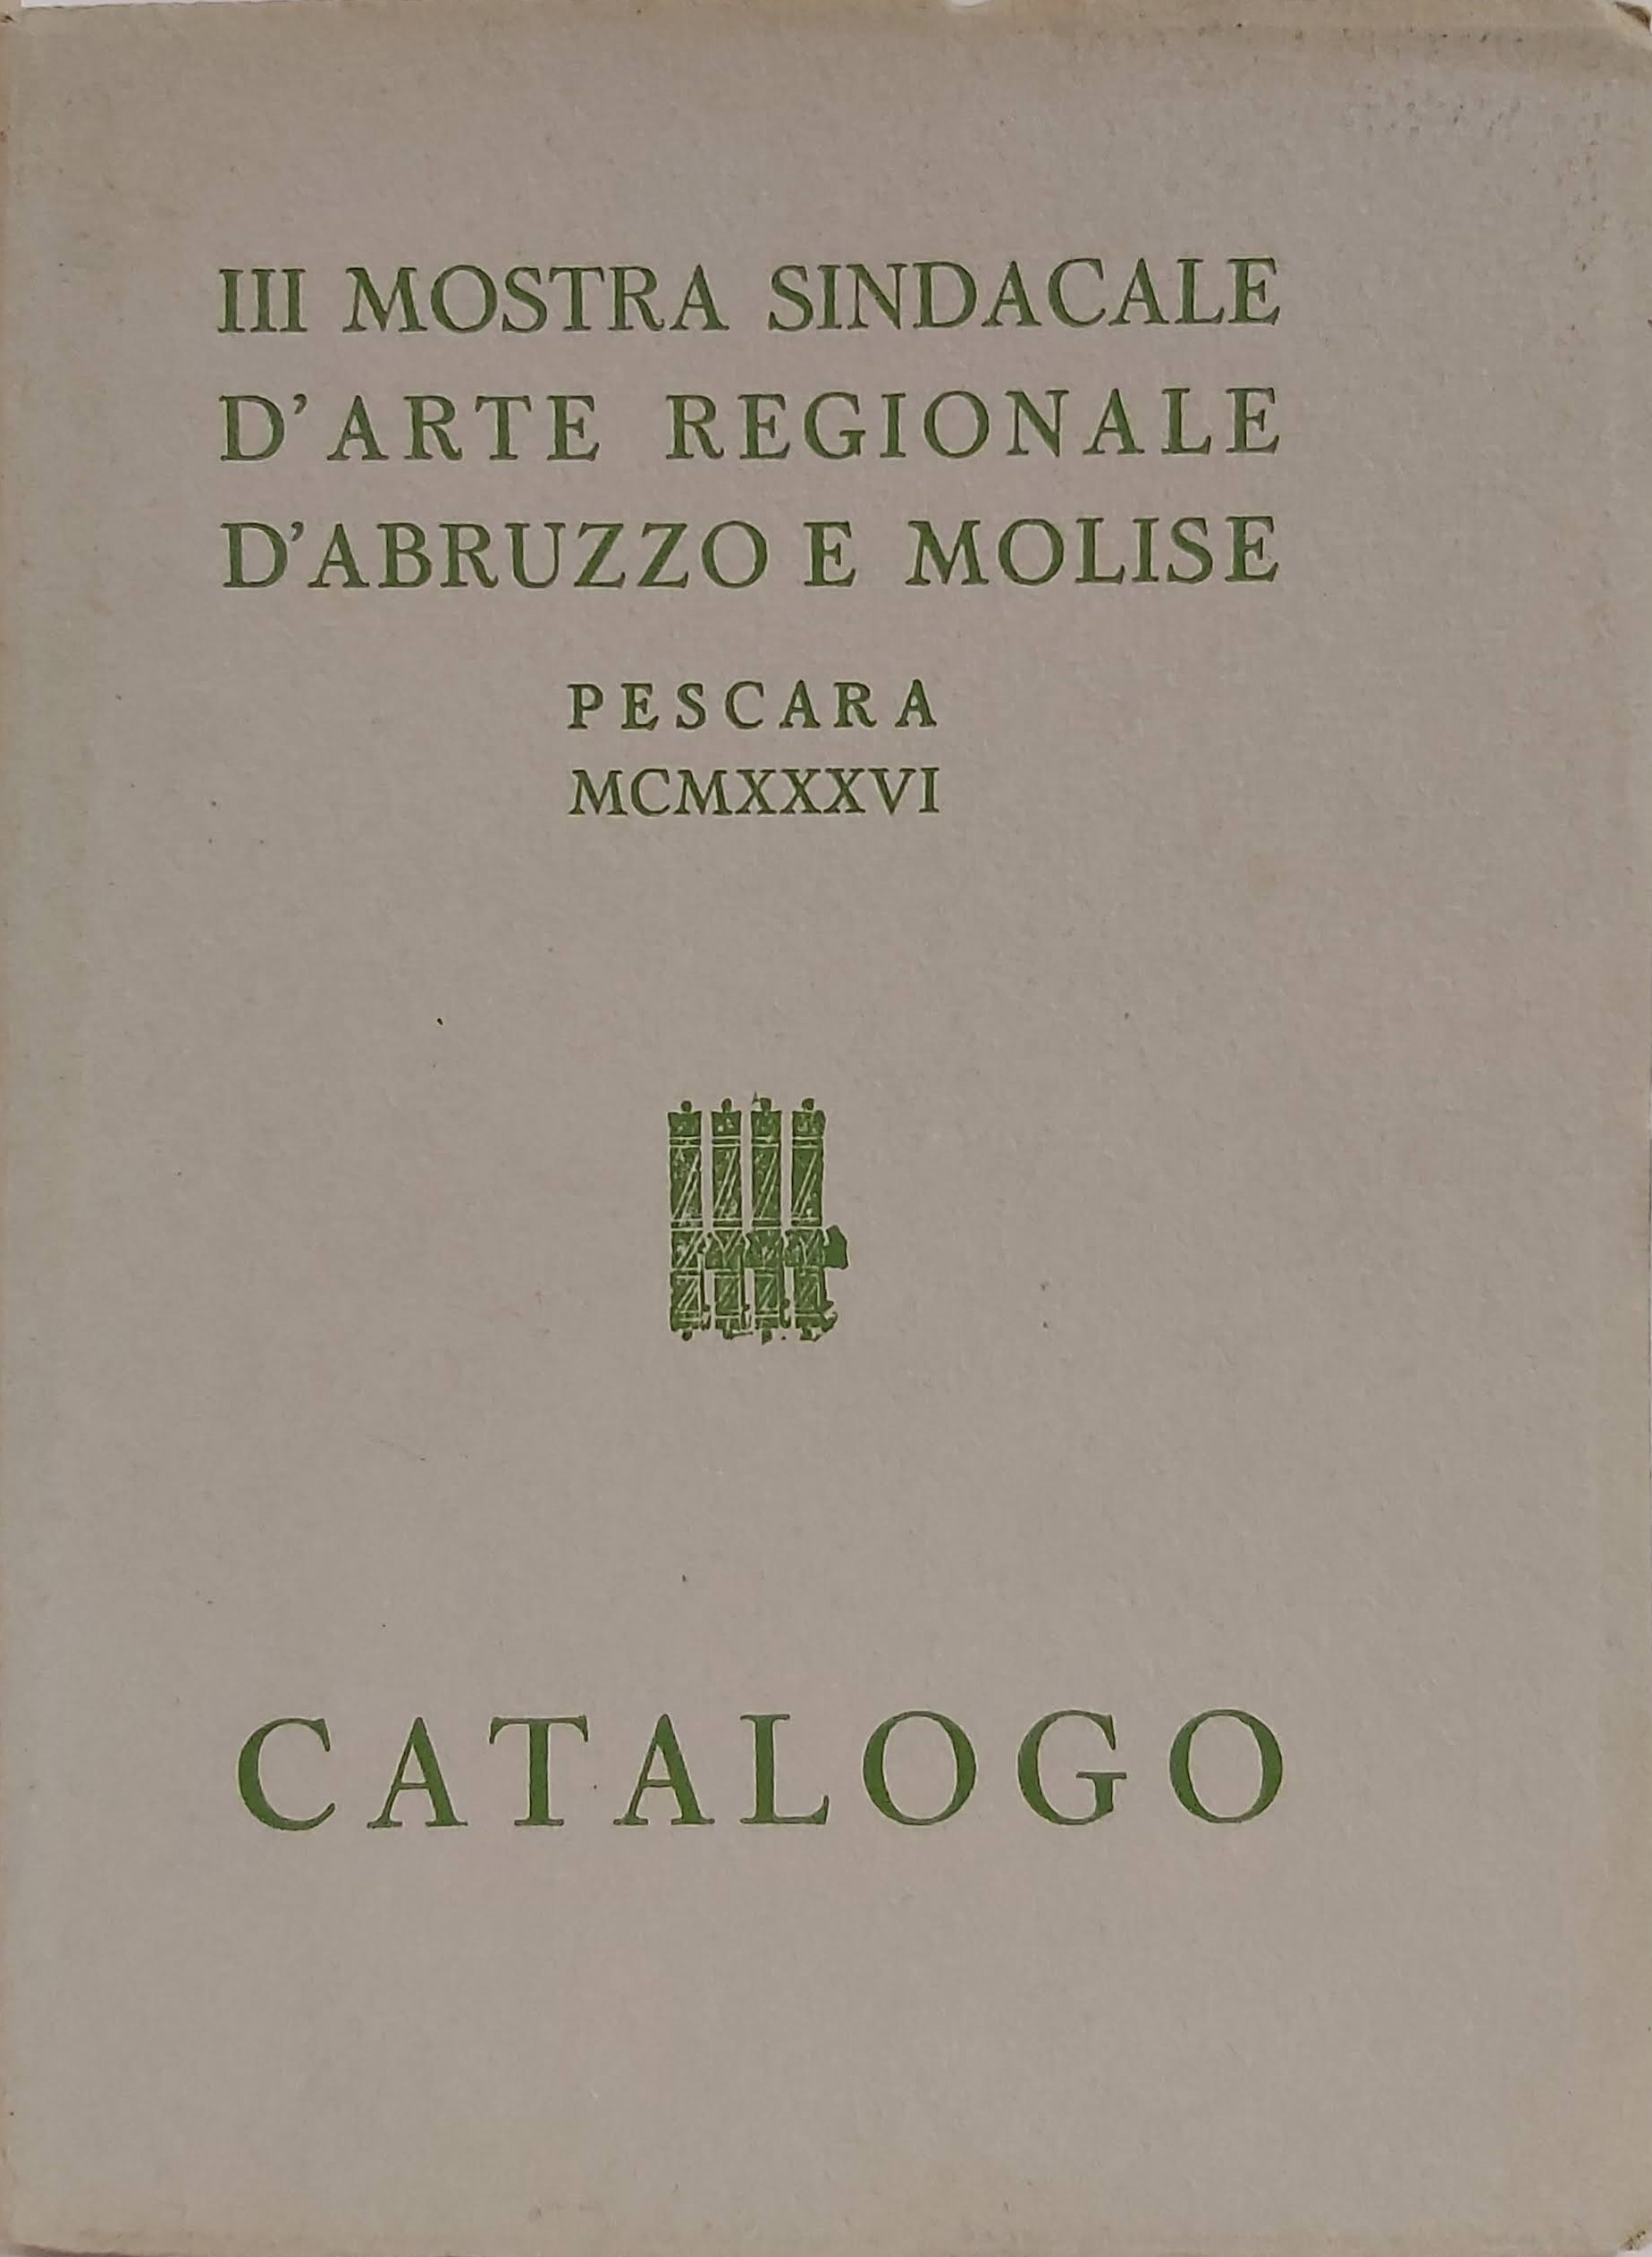 III MOSTRA SINDACALE
D'ARTE REGIONALE
D'ABRUZZO E MOLISE
PESCARA
MCMXXXVI
CATALOGO